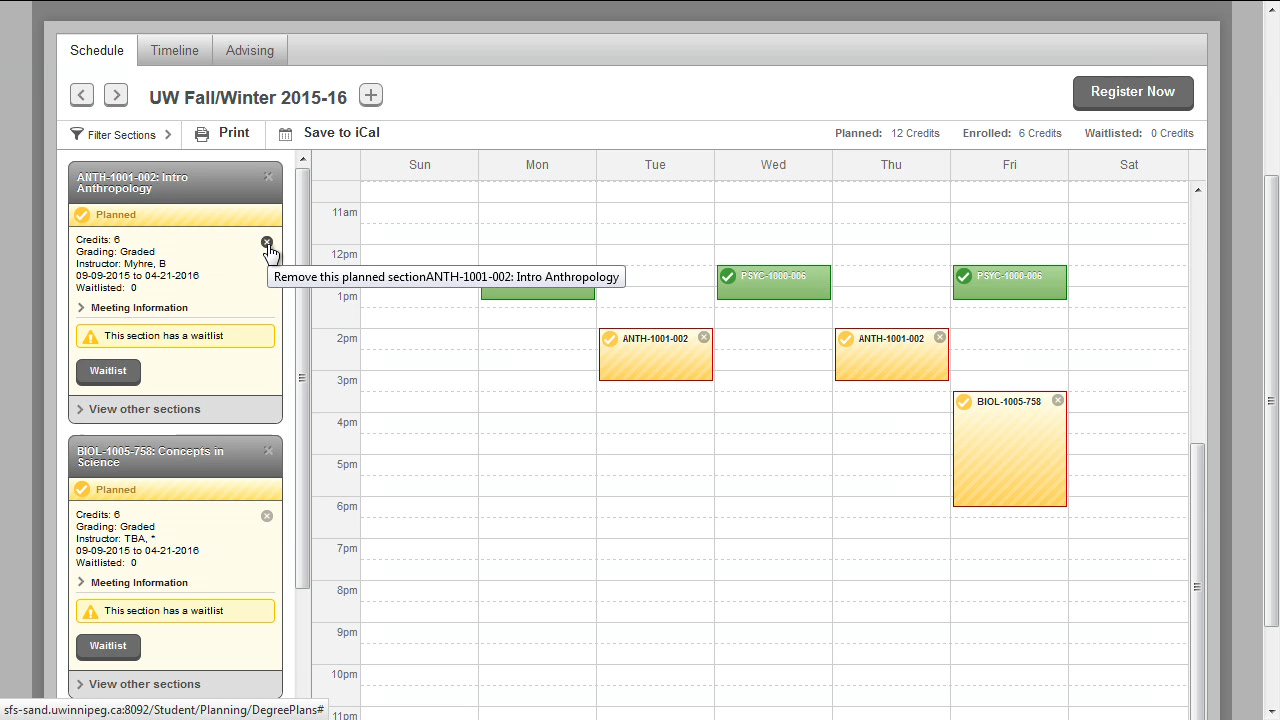 Schedule
Timeline
Advising
UW Fall/Winter 2015-16
Register Now
Filter Sections
Print
Save to iCal
Planned: 12 Credits
Enrolled: 6 Credits
Waitlisted: 0 Credits
ANTH-1001-002: Intro
Anthropology
Planned
Credits: 6
Grading: Graded
Instructor: Myhre, B
09-09-2015 to 04-21-2016
Waitlisted: 0
Meeting Information
This section has a waitlist
Waitlist
View other sections
BIOL-1005-758: Concepts in
Science
Planned
Credits: 6
Grading: Graded
Instructor: TBA, *
09-09-2015 to 04-21-2016
Waitlisted: 0
Meeting Information
This section has a waitlist
Waitlist
View other sections
Remove this planned sectionANTH-1001-002: Intro Anthropology
Sun Mon Tue Wed Thu Fri Sat
11am
12pm
PSYC-1000-006
PSYC-1000-006
1pm
2pm
ANTH-1001-002
ANTH-1001-002
3pm
BIOL-1005-758
4pm
5pm
6pm
7pm
8pm
9pm
10pm
11pm
sfs-sand.uwinnipeg.ca:8092/Student/Planning/DegreePlans#